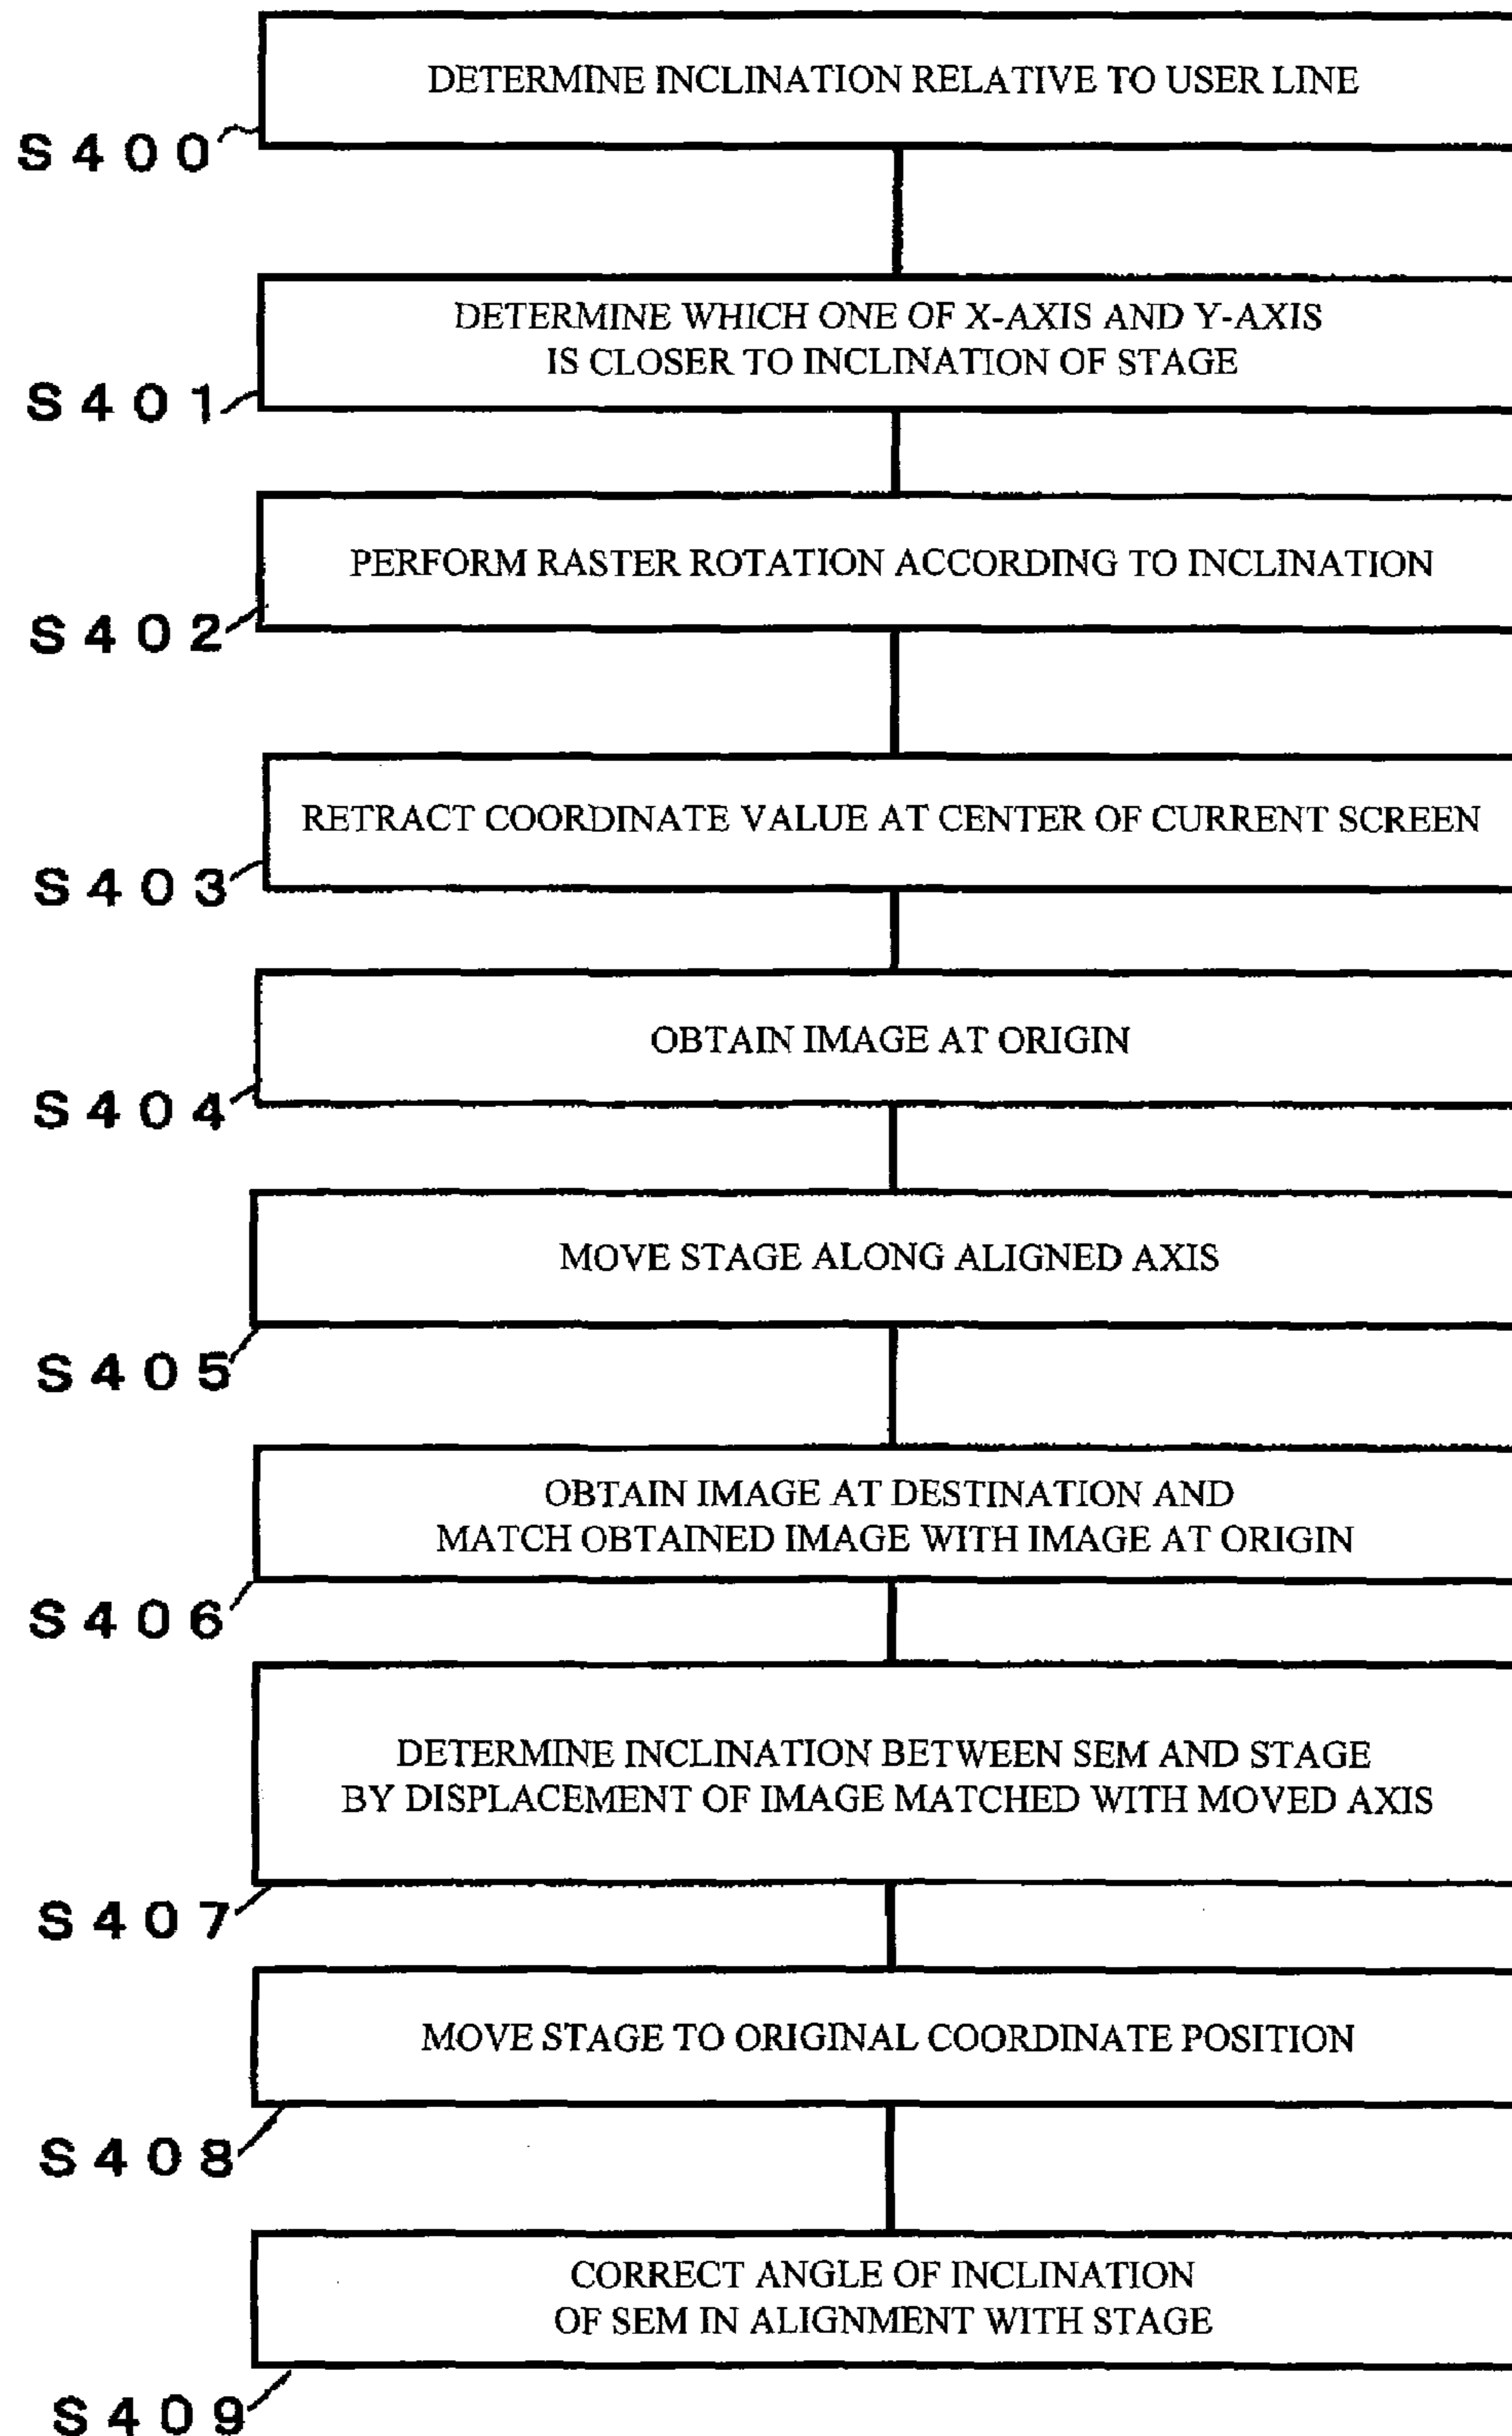 DETERMINE INCLINATION RELATIVE TO USER LINE
S400
DETERMINE WHICH ONE OF X-AXIS AND Y-AXIS
IS CLOSER TO INCLINATION OF STAGE
S401
PERFORM RASTER ROTATION ACCORDING TO INCLINATION
S402
RETRACT COORDINATE VALUE AT CENTER OF CURRENT SCREEN
S403
OBTAIN IMAGE AT ORIGIN
S404
MOVE STAGE ALONG ALIGNED AXIS
S405
OBTAIN IMAGE AT DESTINATION AND
MATCH OBTAINED IMAGE WITH IMAGE AT ORIGIN
S406
DETERMINE INCLINATION BETWEEN SEM AND STAGE
BY DISPLACEMENT OF IMAGE MATCHED WITH MOVED AXIS
S407
MOVE STAGE TO ORIGINAL COORDINATE POSITION
S408
CORRECT ANGLE OF INCLINATION
OF SEM IN ALIGNMENT WITH STAGE
S409